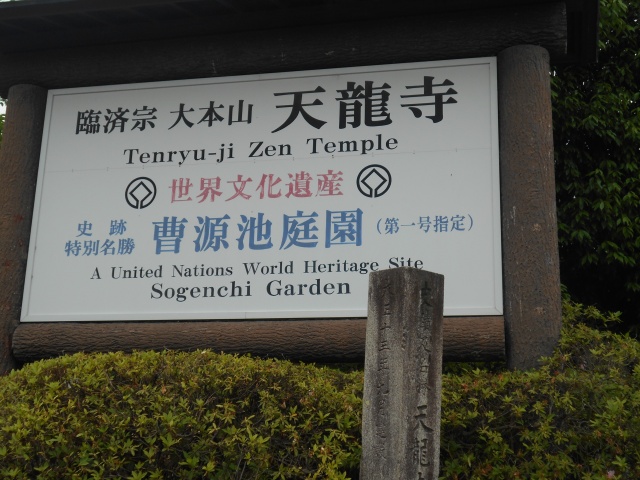 臨済宗 大本山 天龍寺
Tenryu-ji Zen Temple
世界文化遺産
史跡
特別名勝 曹源池庭園 (第一号指定)
A United Nations World Heritage Site
Sogenchi Garden
天龍